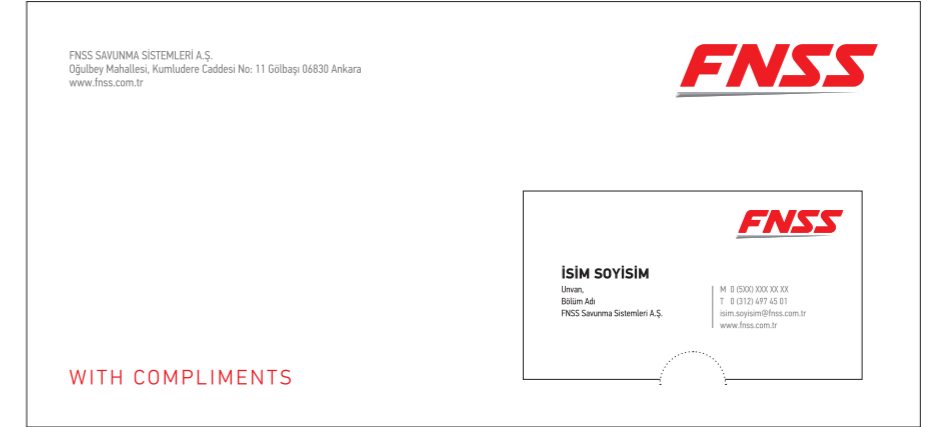 FNSS SAVUNMA SİSTEMLERİ A.Ş.
Oğulbey Mahallesi, Kumludere Caddesi No: 11 Gölbaşı 06830 Ankara
www.fnss.com.tr
FNSS
FNSS
İSİM SOYİSİM
Unvan,
Bölüm Adı
FNSS Savunma Sistemleri A.Ş.
M 0 (5XX) XXX XX XX
T 0 (312) 497 45 01
isim.soyisim@fnss.com.tr
www.fnss.com.tr
WITH COMPLIMENTS